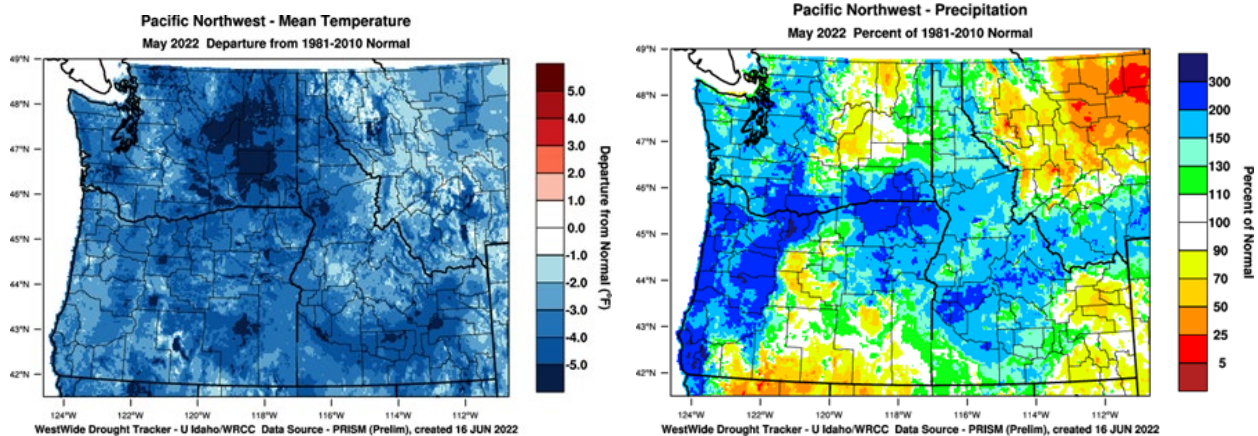 Pacific Northwest - Mean Temperature
May 2022 Departure from 1981-2010 Normal
49°N
48°N
47°N
46°N
45°N
44°N
43°N
42°N
124°W
122°W
120°W
118°W
116°W
114°W
112°W
5.0
4.0
3.0
2.0
1.0
0.0
-1.0
-2.0
-3.0
-4.0
-5.0
Departure from Normal (°F)
WestWide Drought Tracker - U Idaho/WRCC Data Source - PRISM (Prelim), created 16 JUN 2022
Pacific Northwest - Precipitation
May 2022 Percent of 1981-2010 Normal
49°N
48°N
47°N
46°N
45°N
44°N
43°N
42°N
124°W
122°W
120°W
118°W
116°W
114°W
112°W
300
200
150
130
110
100
90
70
50
25
5
Percent of Normal
WestWide Drought Tracker - U Idaho/WRCC Data Source - PRISM (Prelim), created 16 JUN 2022